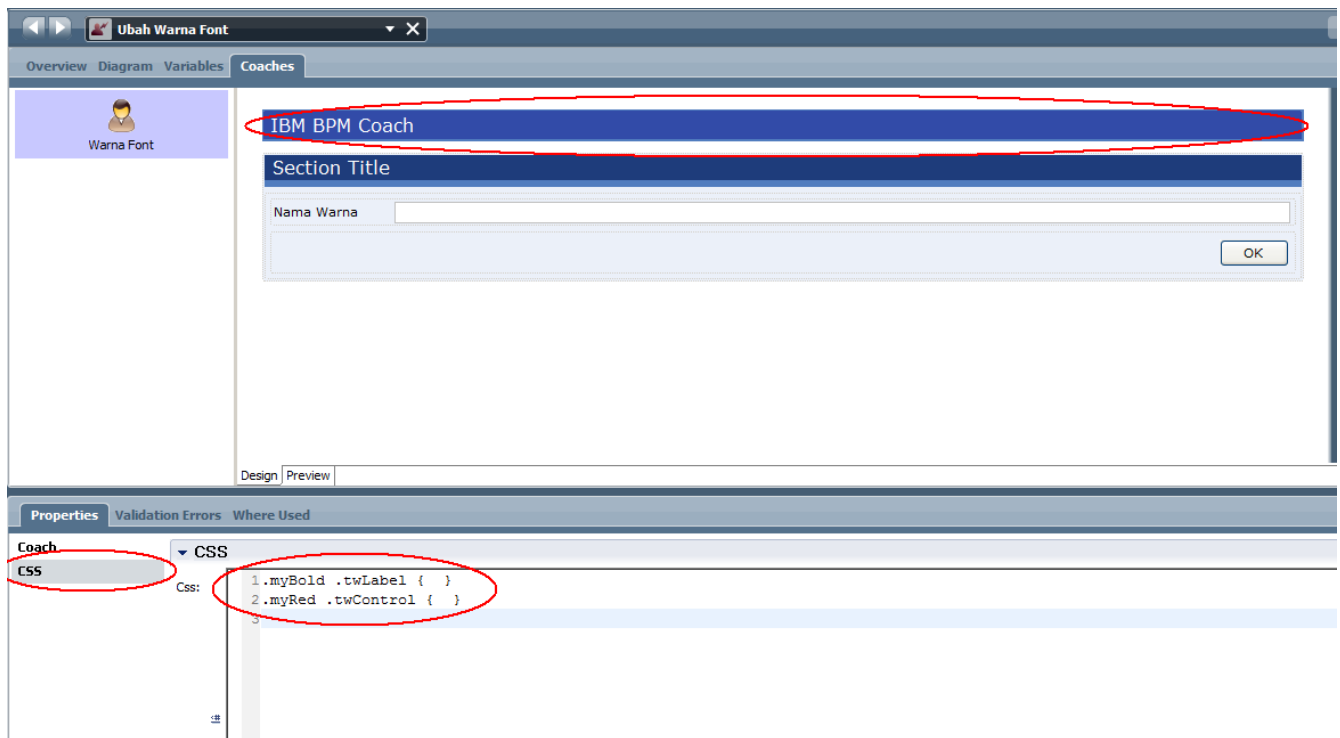 Ubah Warna Font
Overview Diagram Variables Coaches
Warna Font
IBM BPM Coach
Section Title
Nama Warna
OK
Design Preview
Properties Validation Errors Where Used
Coach
CSS
CSS
Css:
1 .myBold .twLabel { }
2 .myRed .twControl { }
3